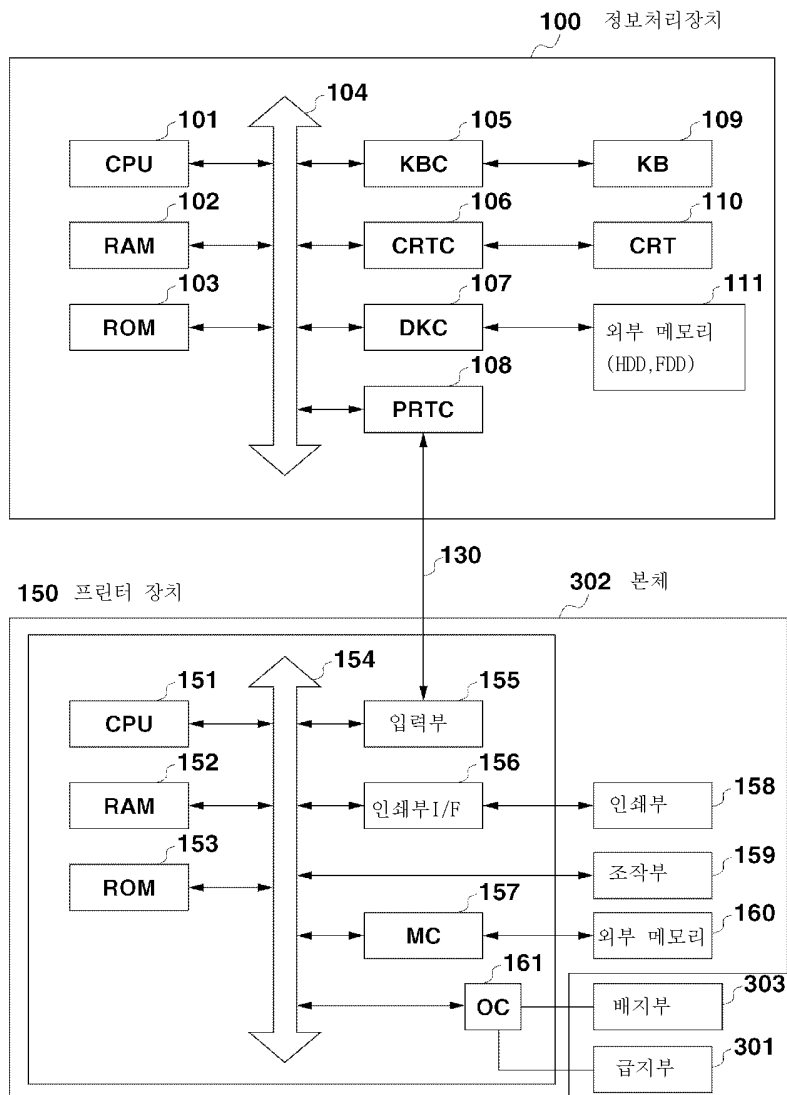 100 정보처리장치
104
101 105 109
CPU KBC KB
102 106 110
RAM CRTC CRT
103 107 111
ROM DKC 외부 메모리
(HDD,FDD)
108
PRTC
130
150 프린터 장치 302 본체
154
151 155
CPU 입력부
152 156
RAM 인쇄부I/F 인쇄부 158
153
ROM 조작부 159
157
MC 외부 메모리 160
161
OC 배지부 303
급지부 301